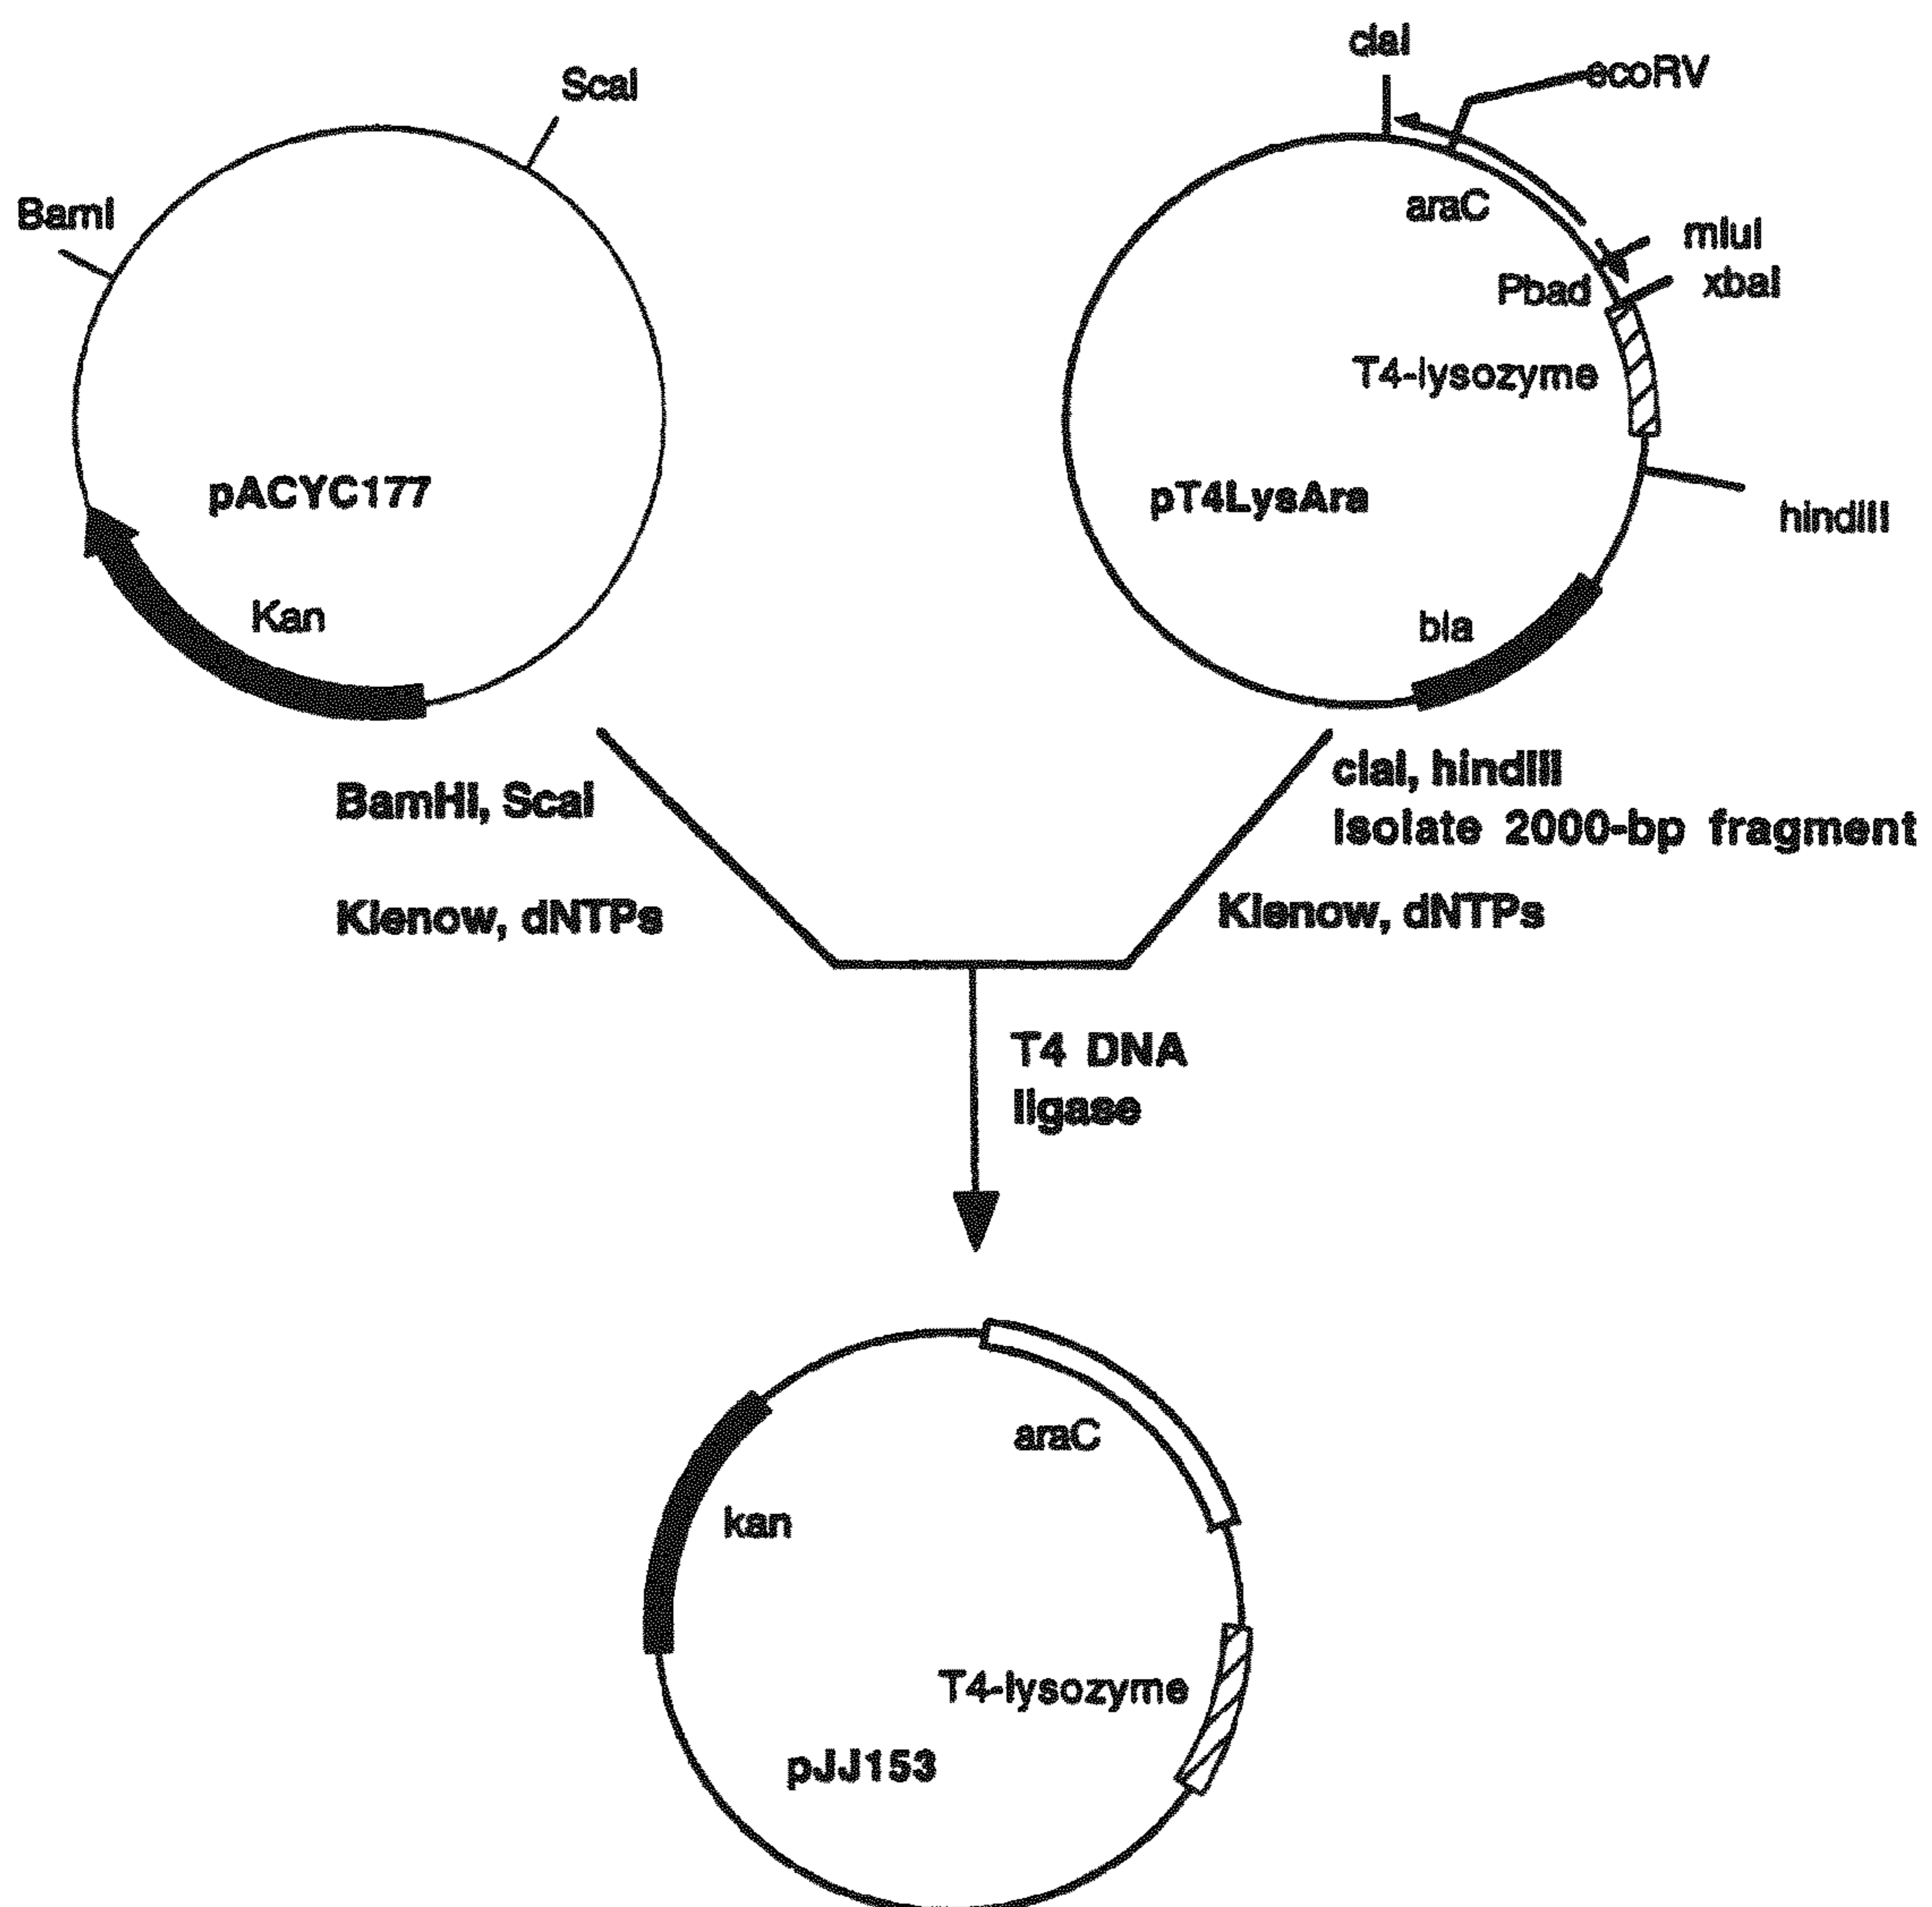 claI
ScaI
ecoRV
BamI
araC
mluI
Pbad
xbaI
T4-lysozyme
pACYC177
pT4LysAra
hindIII
Kan
bla
BamHI, ScaI
claI, hindIII
Isolate 2000-bp fragment
Klenow, dNTPs
Klenow, dNTPs
T4 DNA
ligase
araC
kan
T4-lysozyme
pJJ153